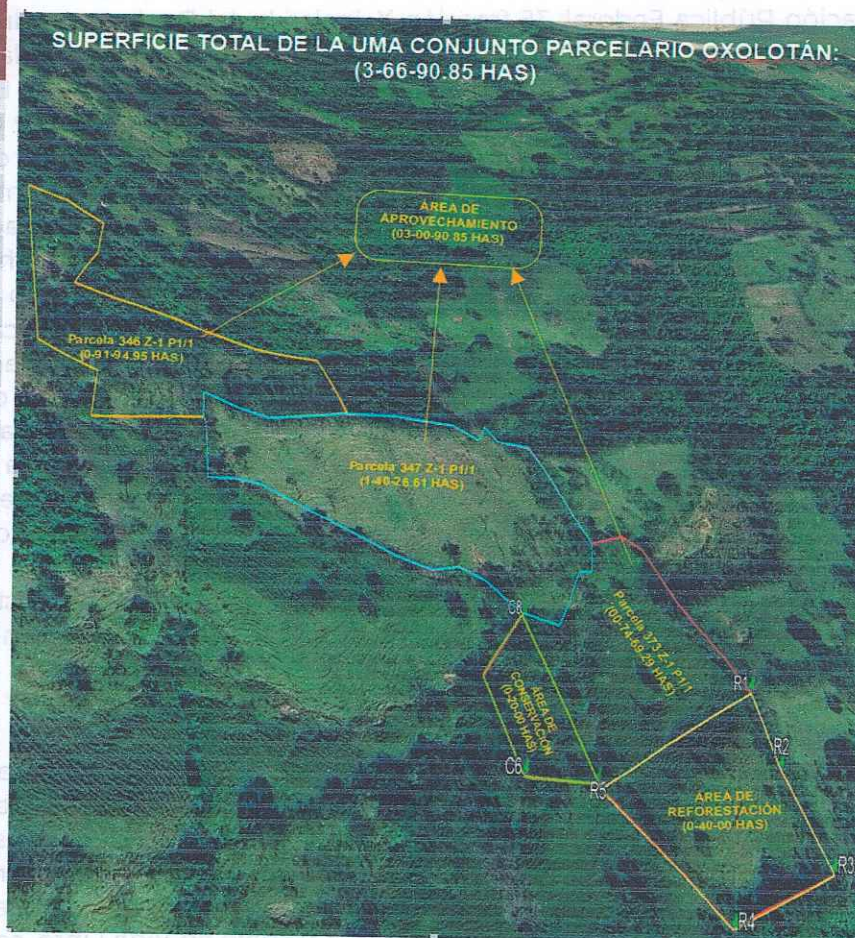 SUPERFICIE TOTAL DE LA UMA CONJUNTO PARCELARIO OXOLOTÁN:
(3-66-90.85 HAS)
ÁREA DE
APROVECHAMIENTO
(03-00-90.85 HAS)
Parcela 346 Z-1 P1/1
(0-91-94.95 HAS)
Parcela 347 Z-1 P1/1
(1-40-26.61 HAS)
Parcela 373 Z-1 P1/1
(00-74-69.29 HAS)
C8
ÁREA DE
CONSERVACIÓN
(0-20-00 HAS)
R1
R2
C6
R5
ÁREA DE
REFORESTACIÓN
(0-40-00 HAS)
R3
R4